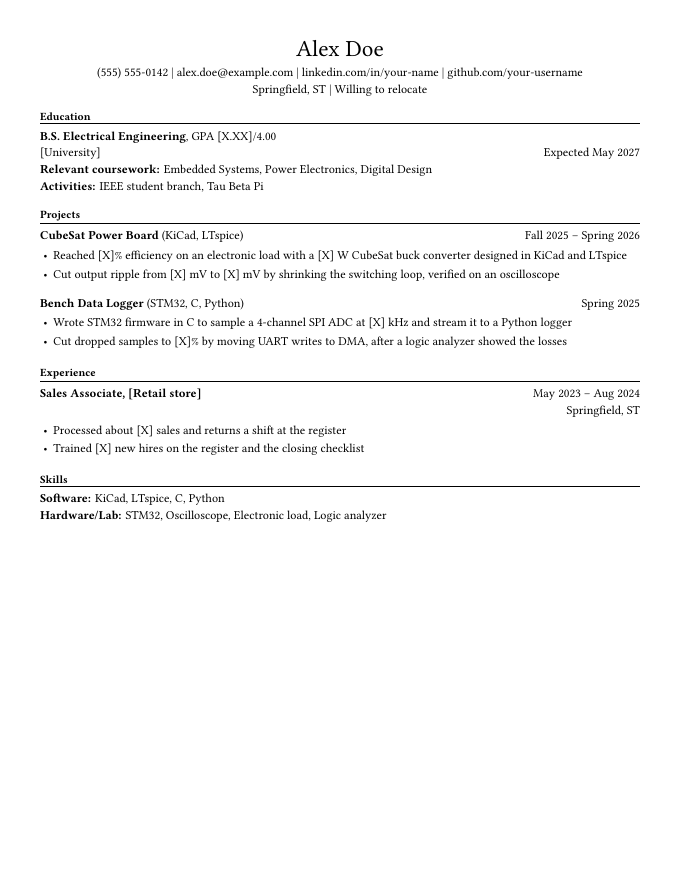 Alex Doe
(555) 555-0142 | alex.doe@example.com | linkedin.com/in/your-name | github.com/your-username
Springfield, ST | Willing to relocate
Education
B.S. Electrical Engineering, GPA [X.XX]/4.00
[University] Expected May 2027
Relevant coursework: Embedded Systems, Power Electronics, Digital Design
Activities: IEEE student branch, Tau Beta Pi
Projects
CubeSat Power Board (KiCad, LTspice) Fall 2025 – Spring 2026
• Reached [X]% efficiency on an electronic load with a [X] W CubeSat buck converter designed in KiCad and LTspice
• Cut output ripple from [X] mV to [X] mV by shrinking the switching loop, verified on an oscilloscope
Bench Data Logger (STM32, C, Python) Spring 2025
• Wrote STM32 firmware in C to sample a 4-channel SPI ADC at [X] kHz and stream it to a Python logger
• Cut dropped samples to [X]% by moving UART writes to DMA, after a logic analyzer showed the losses
Experience
Sales Associate, [Retail store] May 2023 – Aug 2024
Springfield, ST
• Processed about [X] sales and returns a shift at the register
• Trained [X] new hires on the register and the closing checklist
Skills
Software: KiCad, LTspice, C, Python
Hardware/Lab: STM32, Oscilloscope, Electronic load, Logic analyzer